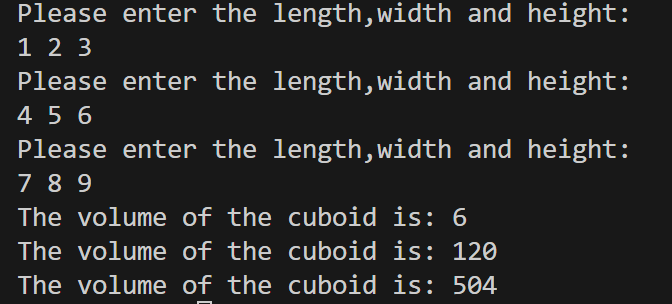 Please enter the length,width and height:
1 2 3
Please enter the length,width and height:
4 5 6
Please enter the length,width and height:
7 8 9
The volume of the cuboid is: 6
The volume of the cuboid is: 120
The volume of the cuboid is: 504